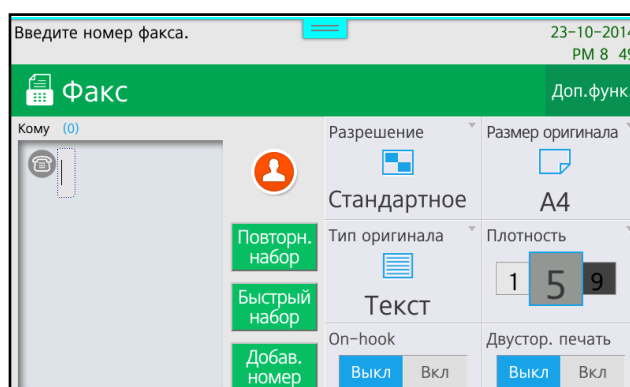 Введите номер факса.
23-10-2014
PM 8 49
Факс
Доп.функ
Кому (0)
Повторн.
набор
Быстрый
набор
Добав.
номер
Разрешение
Стандартное
Размер оригинала
A4
Тип оригинала
Текст
Плотность
1 5 9
On-hook
Выкл Вкл
Двустор. печать
Выкл Вкл